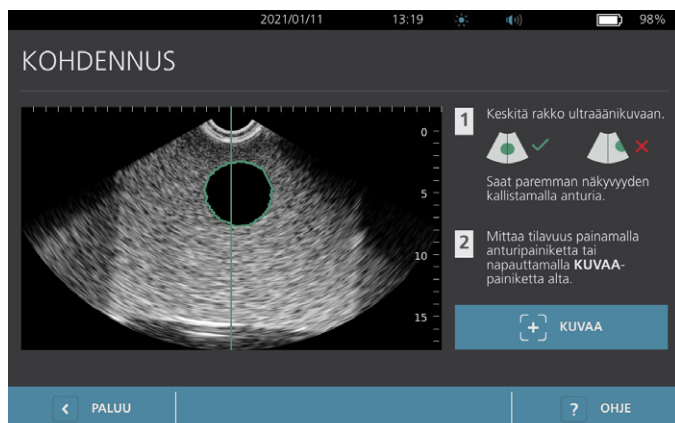 2021/01/11 13:19 98%
KOHDENNUS
0
5
10
15
1 Keskitä rakko ultraäänikuvaan.
Saat paremman näkyvyyden
kallistamalla anturia.
2 Mittaa tilavuus painamalla
anturipainiketta tai
napauttamalla KUVAA-
painiketta alta.
KUVAA
PALUU
? OHJE